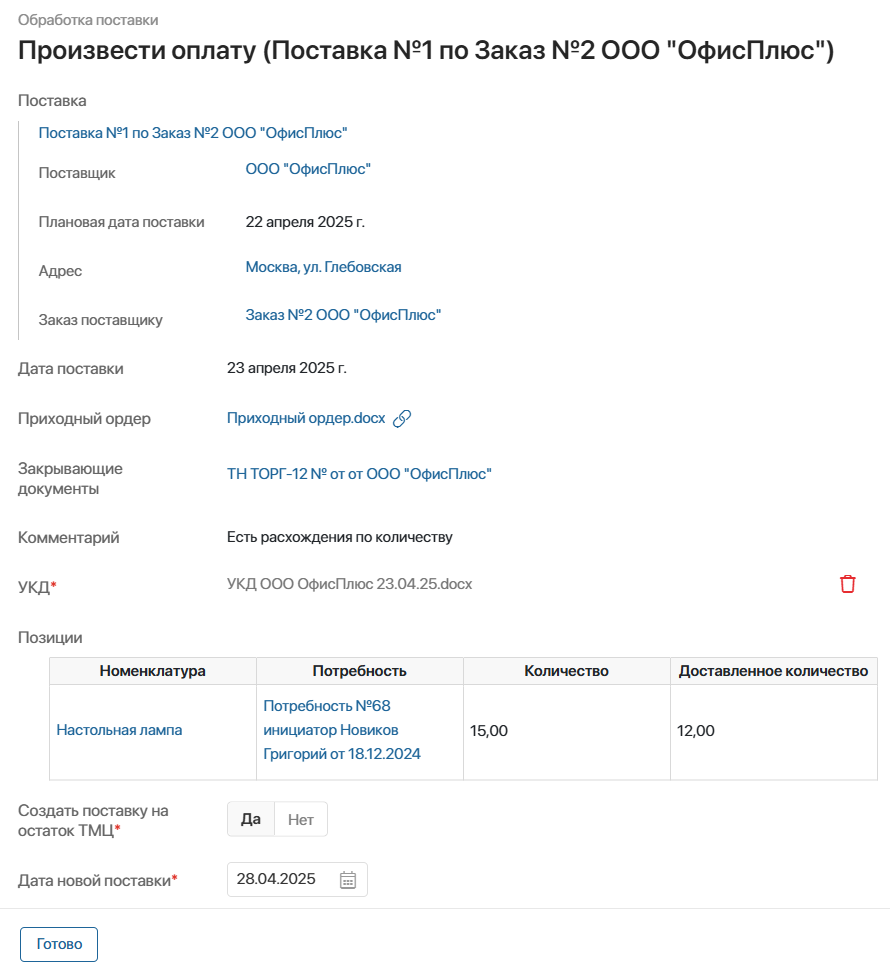 Обработка поставки
Произвести оплату (Поставка №1 по Заказ №2 ООО "ОфисПлюс")
Поставка
Поставка №1 по Заказ №2 ООО "ОфисПлюс"
Поставщик ООО "ОфисПлюс"
Плановая дата поставки 22 апреля 2025 г.
Адрес Москва, ул. Глебовская
Заказ поставщику Заказ №2 ООО "ОфисПлюс"
Дата поставки 23 апреля 2025 г.
Приходный ордер Приходный ордер.docx
Закрывающие
документы
ТН ТОРГ-12 № от от ООО "ОфисПлюс"
Комментарий Есть расхождения по количеству
УКД* УКД ООО ОфисПлюс 23.04.25.docx
Позиции
Номенклатура Потребность Количество Доставленное количество
Настольная лампа
Потребность №68
инициатор Новиков
Григорий от 18.12.2024
15,00 12,00
Создать поставку на
остаток ТМЦ*
Да Нет
Дата новой поставки* 28.04.2025
Готово